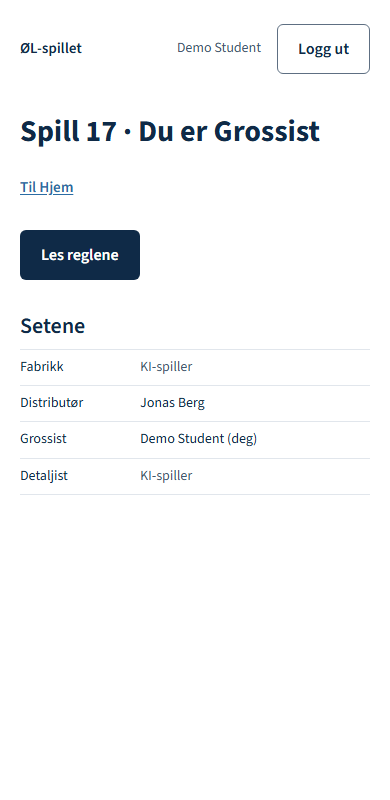 ØL-spillet
Demo Student
Logg ut
Spill 17 · Du er Grossist
Til Hjem
Les reglene
Setene
Fabrikk KI-spiller
Distributør Jonas Berg
Grossist Demo Student (deg)
Detaljist KI-spiller